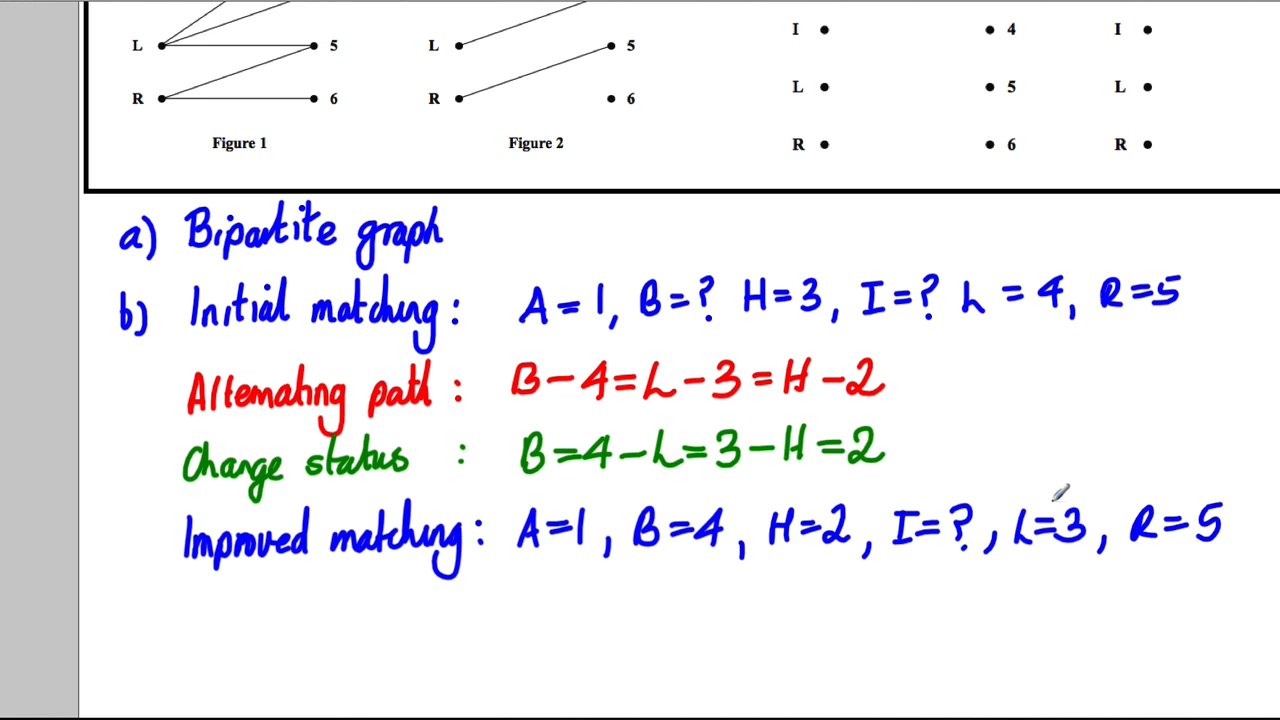 I 4 I
L 5 L 5
L 5 L
R 6 R 6
R 6 R
Figure 1 Figure 2
a) Bipartite graph
b) Initial matching: A = 1, B = ? H = 3, I = ? L = 4, R = 5
Alternating path: B - 4 = L - 3 = H - 2
Change status : B = 4 - L = 3 - H = 2
Improved matching: A = 1, B = 4, H = 2, I = ?, L = 3, R = 5